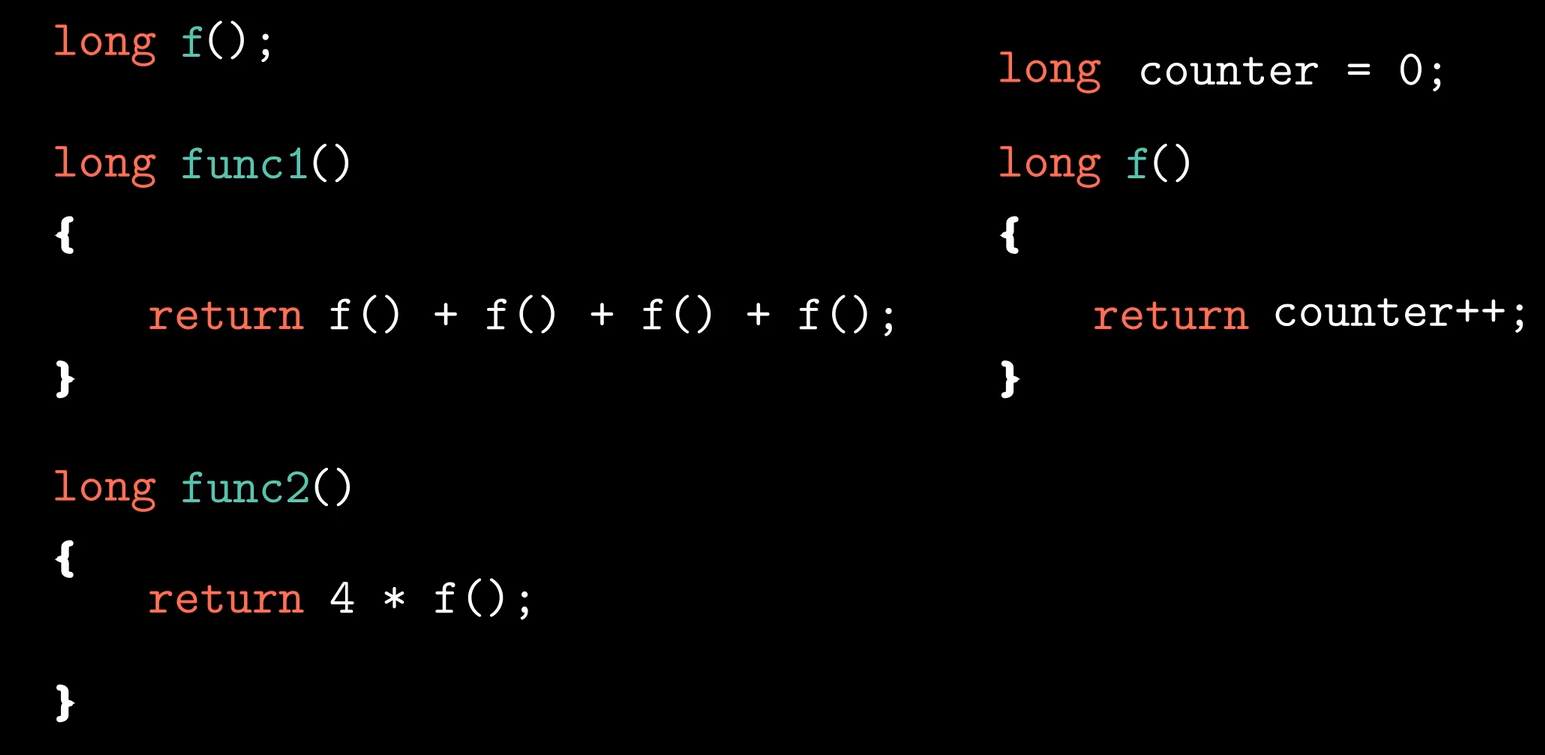 long f();
long func1()
{
return f() + f() + f() + f();
}
long func2()
{
return 4 * f();
}
long counter = 0;
long f()
{
return counter++;
}